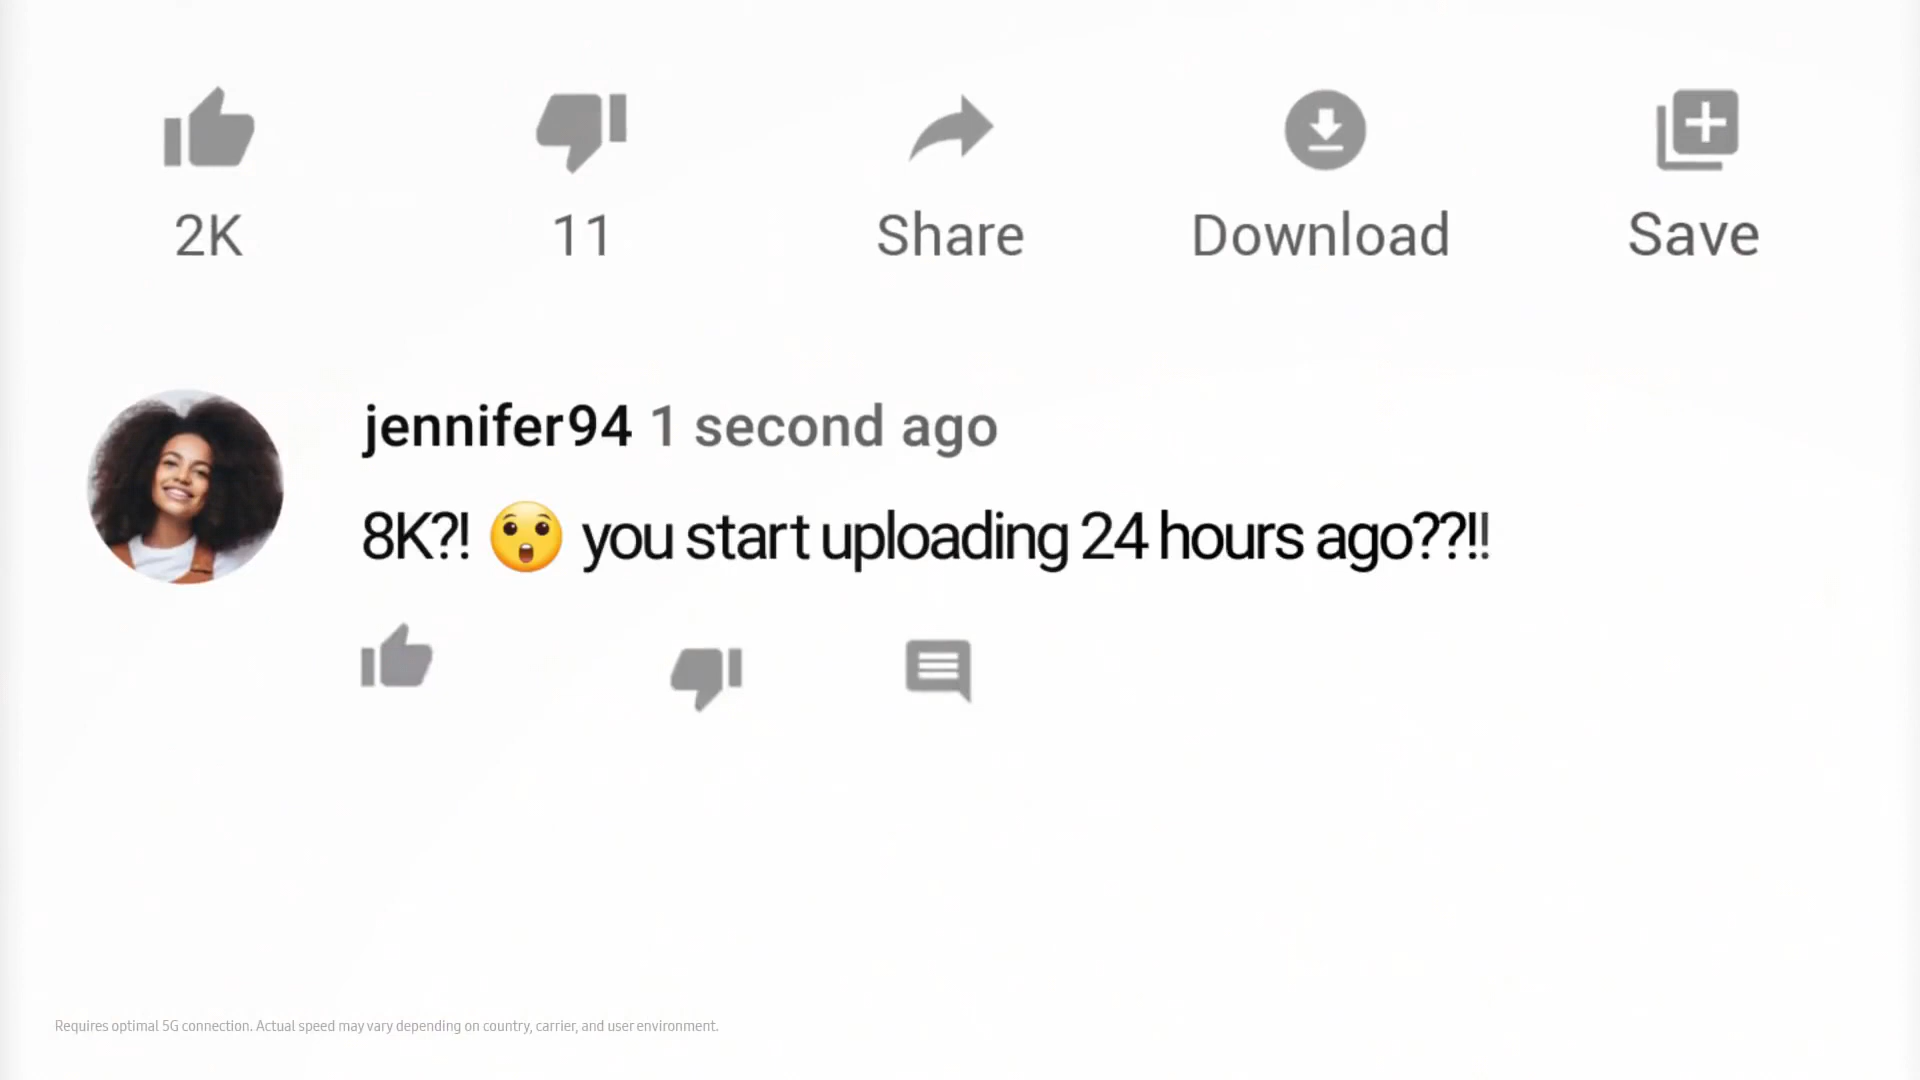 2K 11 Share Download Save
jennifer94 1 second ago
8K?! 😲 you start uploading 24 hours ago??!!
Requires optimal 5G connection. Actual speed may vary depending on country, carrier, and user environment.